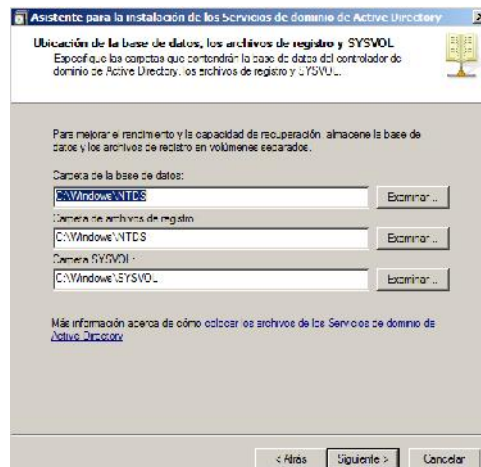 Asistente para la instalación de los Servicios de dominio de Active Directory
Ubicación de la base de datos, los archivos de registro y SYSVOL
Especifique las carpetas que contendrán la base de datos del controlador de
dominio de Active Directory, los archivos de registro y SYSVOL.
Para mejorar el rendimiento y la capacidad de recuperación, almacene la base de
datos y los archivos de registro en volúmenes separados.
Carpeta de la base de datos:
C:\Windows\NTDS
Examinar...
Carpeta de archivos de registro:
C:\Windows\NTDS
Examinar...
Carpeta SYSVOL:
C:\Windows\SYSVOL
Examinar...
Más información acerca de cómo colocar los archivos de los Servicios de dominio de
Active Directory
< Atrás
Siguiente >
Cancelar